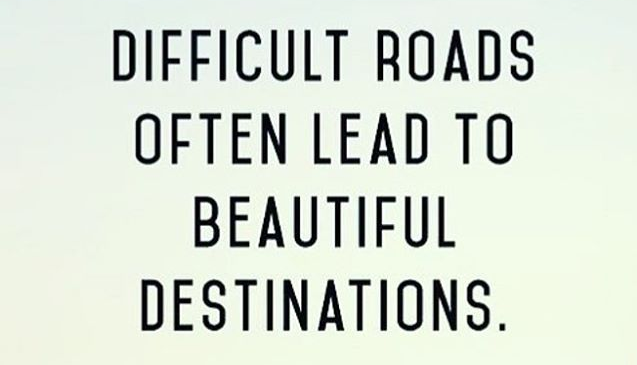 DIFFICULT ROADS
OFTEN LEAD TO
BEAUTIFUL
DESTINATIONS.